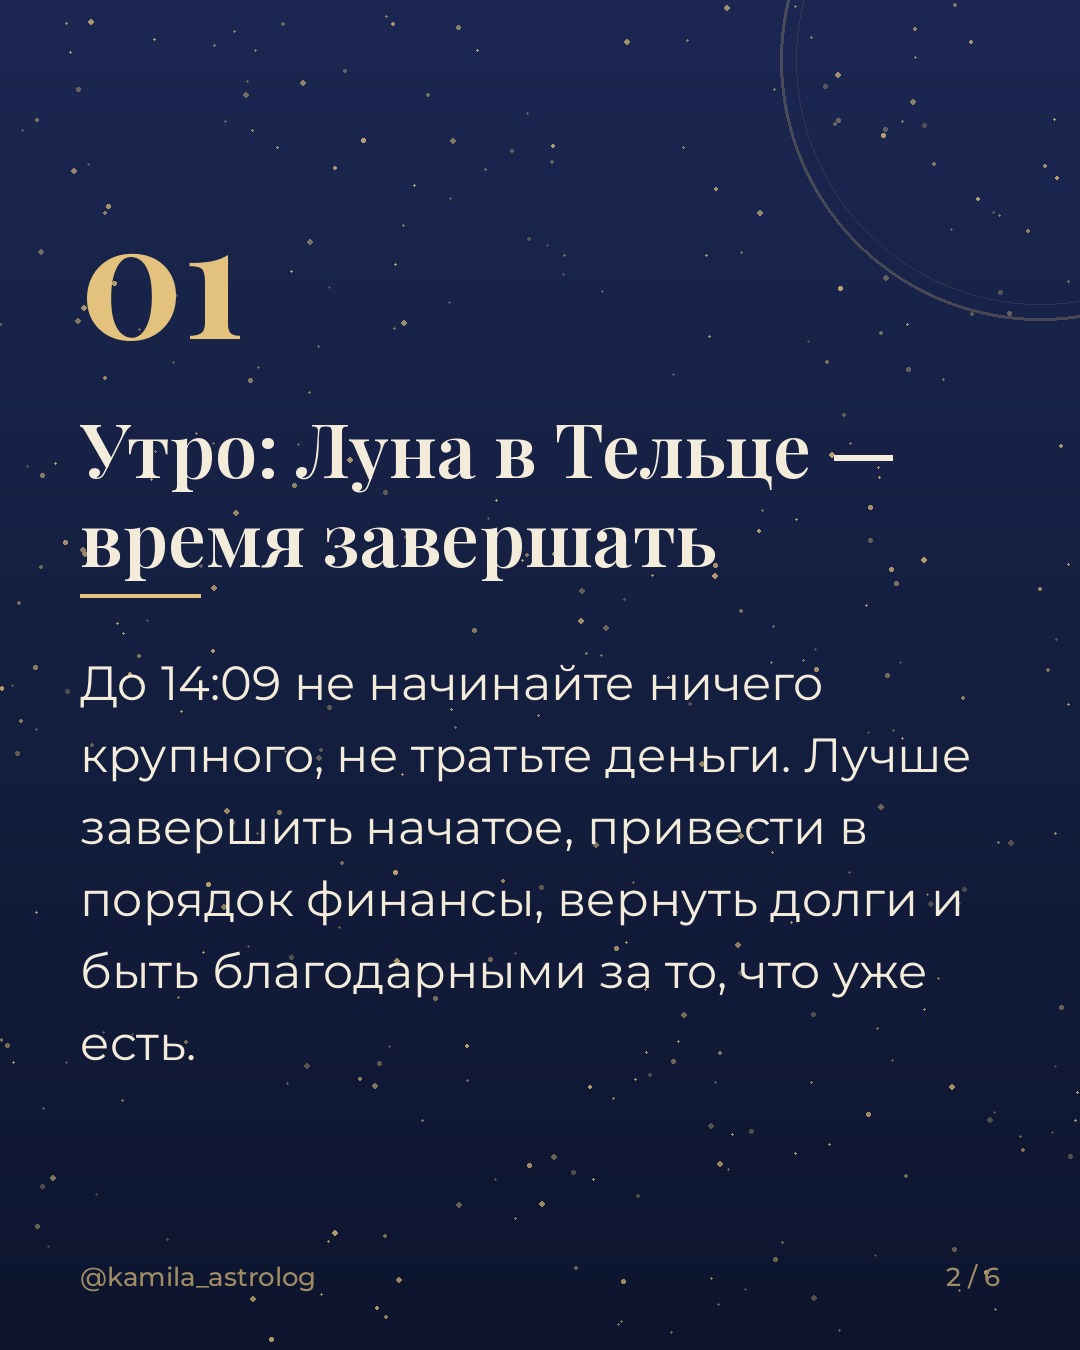 01
Утро: Луна в Тельце —
время завершать
До 14:09 не начинайте ничего
крупного, не тратьте деньги. Лучше
завершить начатое, привести в
порядок финансы, вернуть долги и
быть благодарными за то, что уже
есть.
@kamila_astrolog
2 / 6